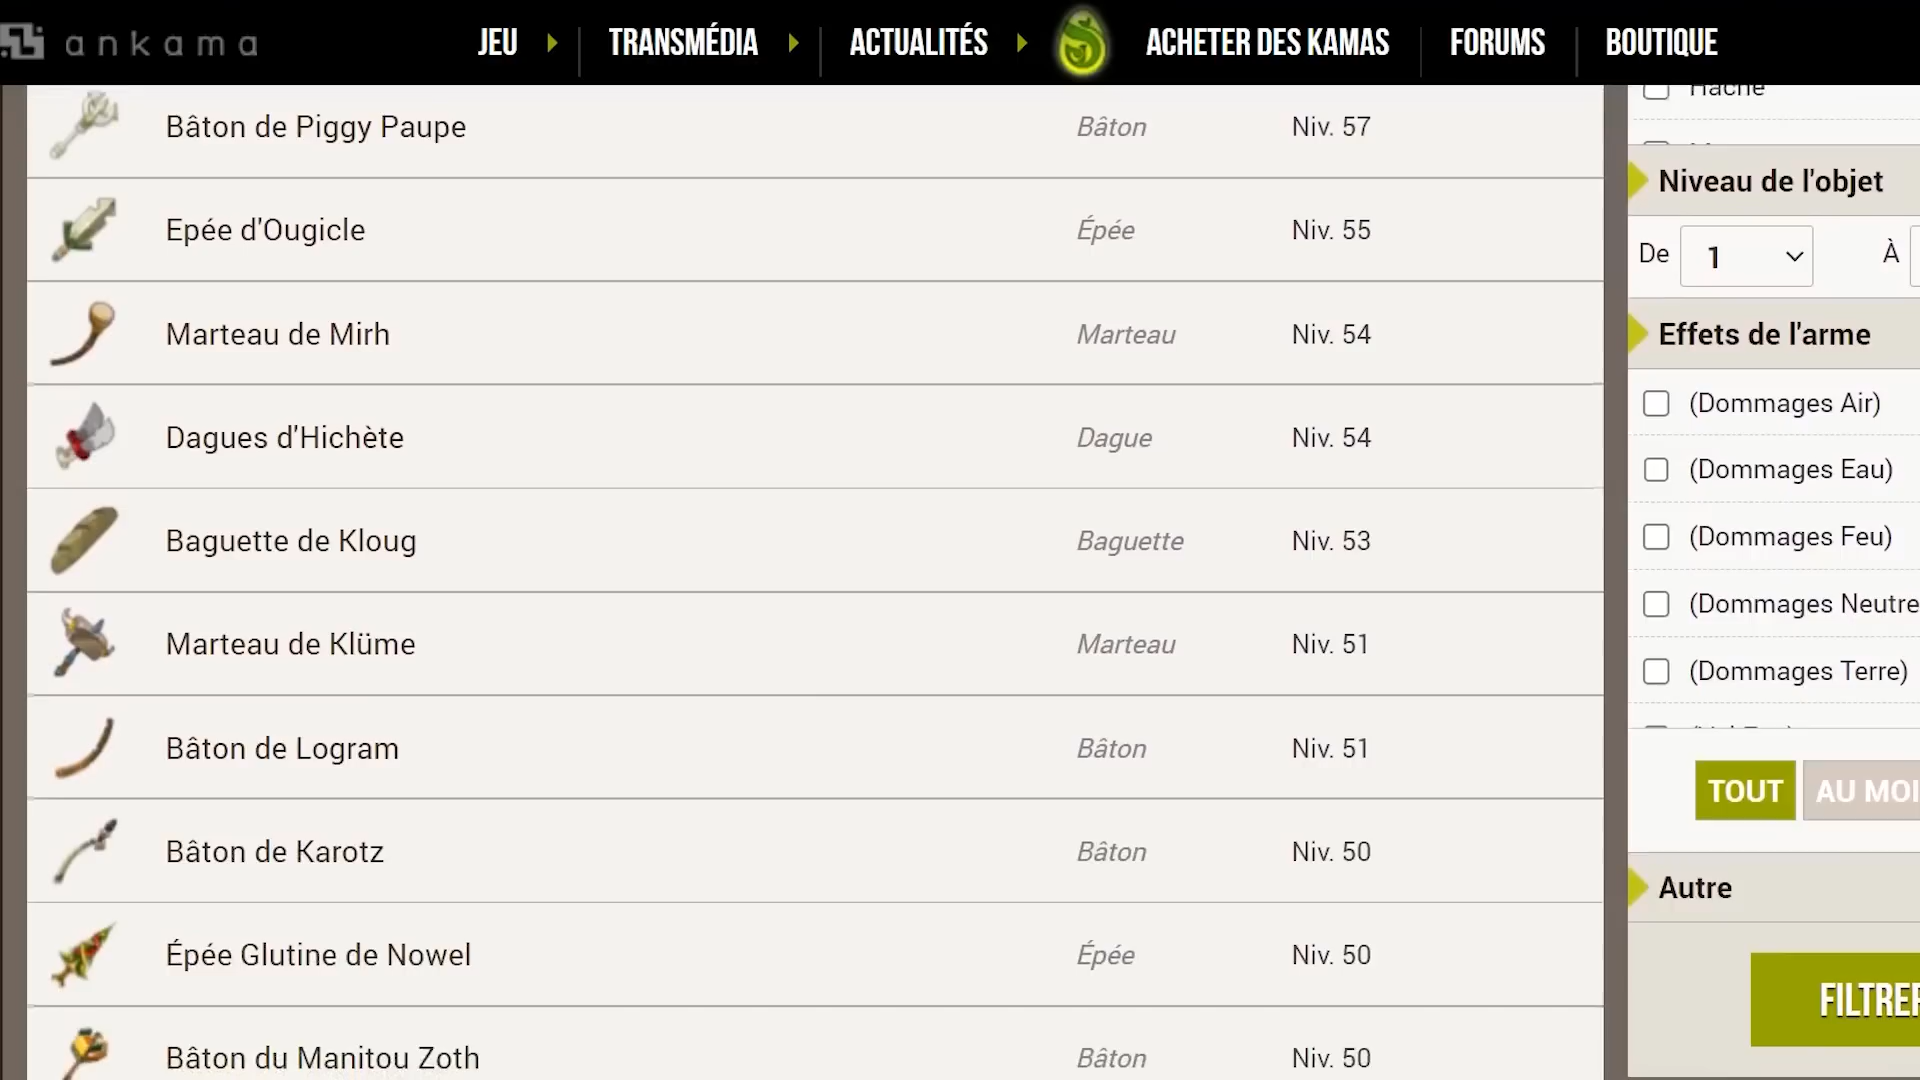 ankama
JEU
TRANSMÉDIA
ACTUALITÉS
ACHETER DES KAMAS
FORUMS
BOUTIQUE
Bâton de Piggy Paupe Bâton Niv. 57
Epée d'Ougicle Épée Niv. 55
Marteau de Mirh Marteau Niv. 54
Dagues d'Hichète Dague Niv. 54
Baguette de Kloug Baguette Niv. 53
Marteau de Klüme Marteau Niv. 51
Bâton de Logram Bâton Niv. 51
Bâton de Karotz Bâton Niv. 50
Épée Glutine de Nowel Épée Niv. 50
Bâton du Manitou Zoth Bâton Niv. 50
Hache
Niveau de l'objet
De 1 À
Effets de l'arme
(Dommages Air)
(Dommages Eau)
(Dommages Feu)
(Dommages Neutre
(Dommages Terre)
TOUT AU MOI
Autre
FILTRER